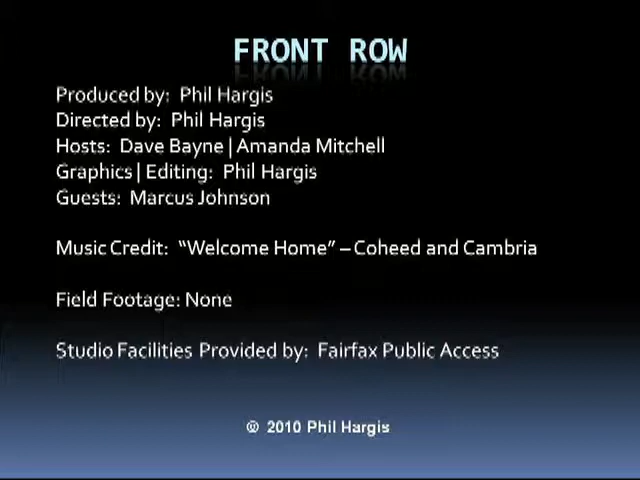 FRONT ROW
Produced by: Phil Hargis
Directed by: Phil Hargis
Hosts: Dave Bayne | Amanda Mitchell
Graphics | Editing: Phil Hargis
Guests: Marcus Johnson
Music Credit: “Welcome Home” – Coheed and Cambria
Field Footage: None
Studio Facilities Provided by: Fairfax Public Access
© 2010 Phil Hargis